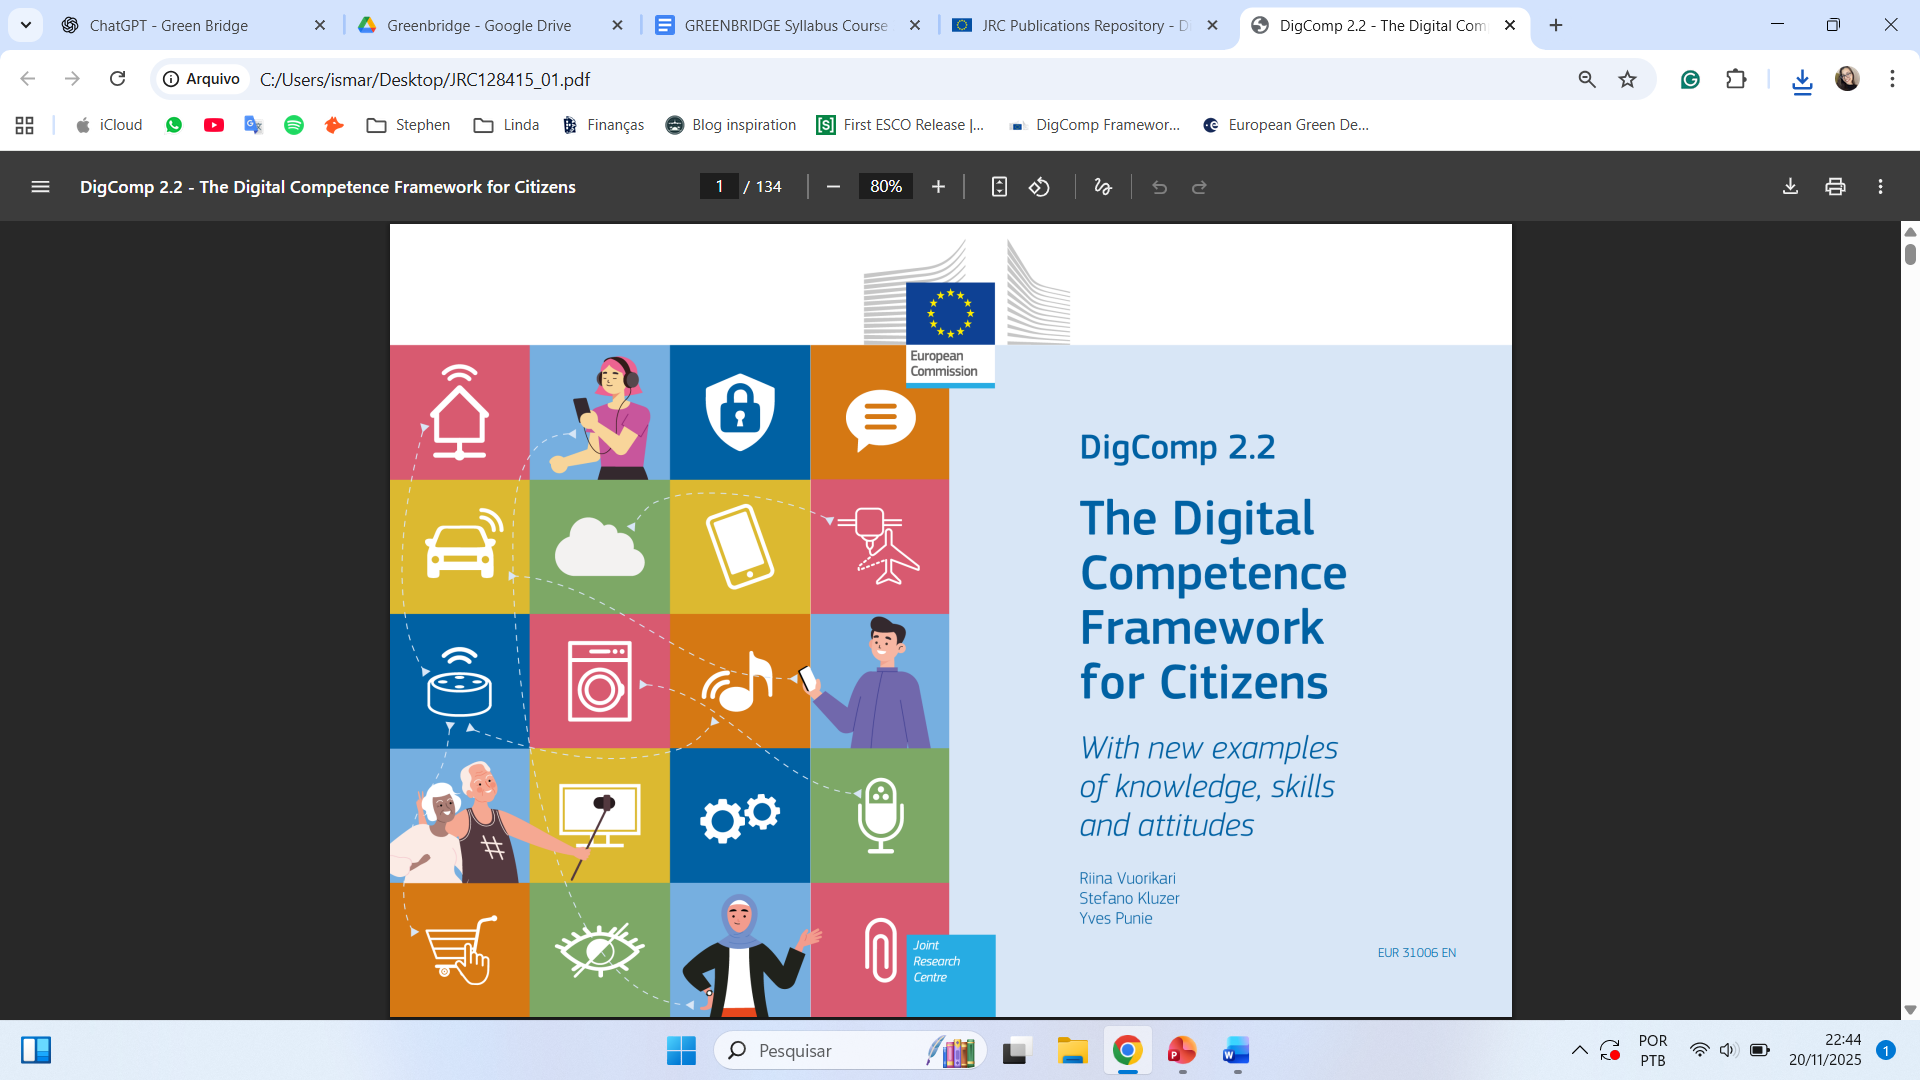 ChatGPT - Green Bridge
Greenbridge - Google Drive
GREENBRIDGE Syllabus Course
JRC Publications Repository - Di
DigComp 2.2 - The Digital Com
Arquivo
C:/Users/ismar/Desktop/JRC128415_01.pdf
iCloud
Stephen
Linda
Finanças
Blog inspiration
First ESCO Release |...
DigComp Framewor...
European Green De...
DigComp 2.2 - The Digital Competence Framework for Citizens
1 / 134
80%
European
Commission
DigComp 2.2
The Digital
Competence
Framework
for Citizens
With new examples
of knowledge, skills
and attitudes
Riina Vuorikari
Stefano Kluzer
Yves Punie
EUR 31006 EN
Joint
Research
Centre
Pesquisar
POR
PTB
22:44
20/11/2025
1